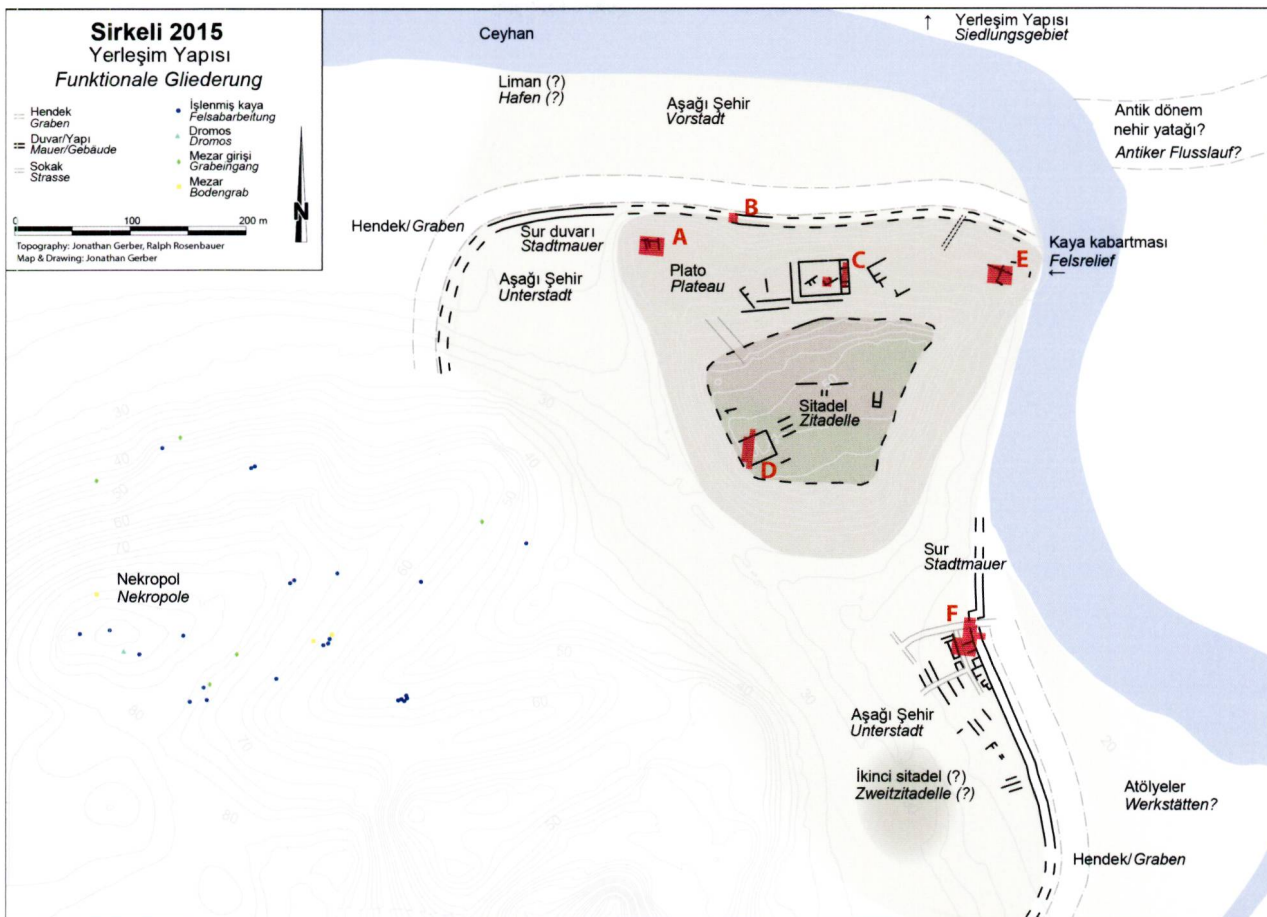 Sirkeli 2015
Yerleşim Yapısı
Funktionale Gliederung
Hendek
Graben
Duvar/Yapı
Mauer/Gebäude
Sokak
Strasse
İşlenmiş kaya
Felsabarbeitung
Dromos
Dromos
Mezar girişi
Grabeingang
Mezar
Bodengrab
N
0 100 200 m
Topography: Jonathan Gerber, Ralph Rosenbauer
Map & Drawing: Jonathan Gerber
Ceyhan
↑ Yerleşim Yapısı
Siedlungsgebiet
Liman (?)
Hafen (?)
Aşağı Şehir
Vorstadt
Antik dönem
nehir yatağı?
Antiker Flusslauf?
Hendek/Graben
Sur duvarı
Stadtmauer
Aşağı Şehir
Unterstadt
A
B
Plato
Plateau
C
E
Kaya kabartması
Felsrelief
←
Sitadel
Zitadelle
D
Nekropol
Nekropole
Sur
Stadtmauer
F
Aşağı Şehir
Unterstadt
İkinci sitadel (?)
Zweitzitadelle (?)
Atölyeler
Werkstätten?
Hendek/Graben